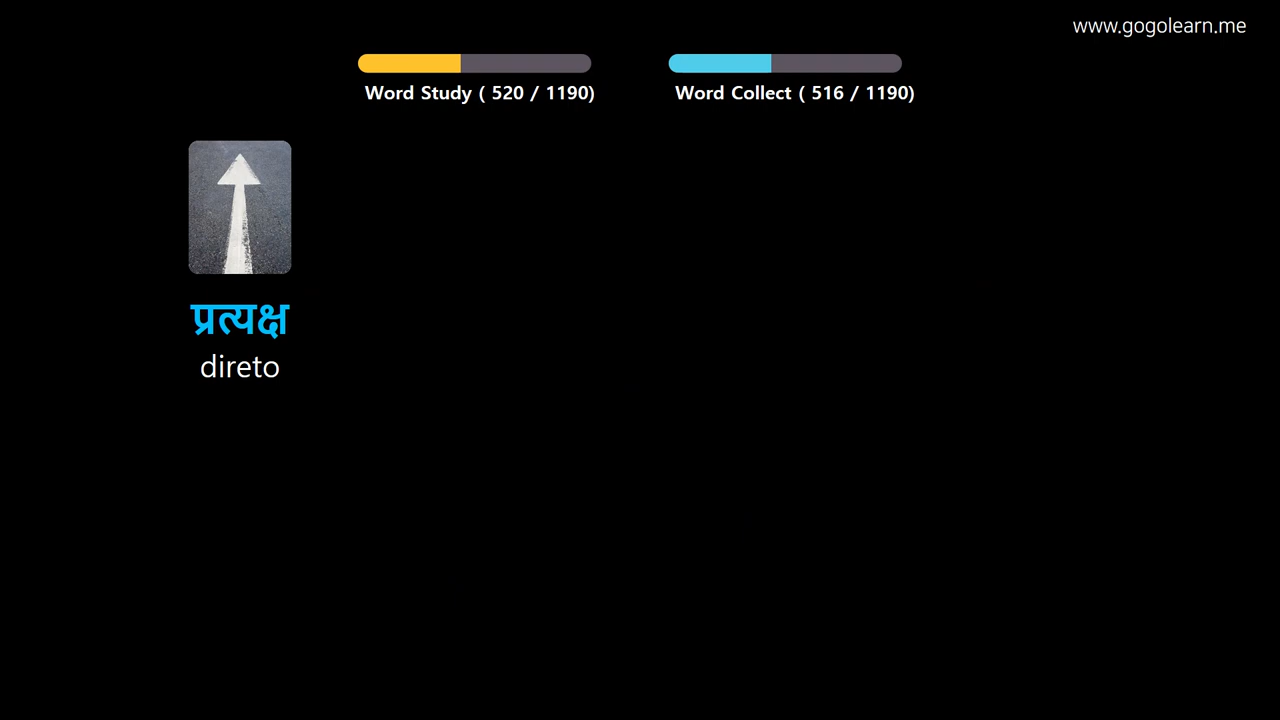 www.gogolearn.me
Word Study ( 520 / 1190)
Word Collect ( 516 / 1190)
प्रत्यक्ष
direto